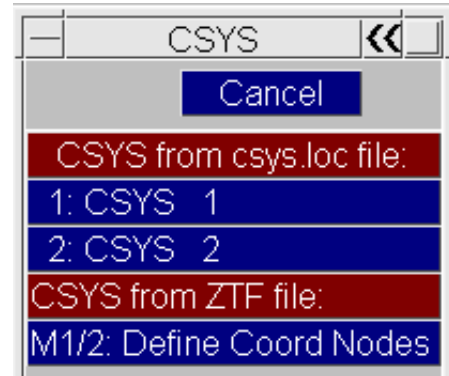 CSYS <<
Cancel
CSYS from csys.loc file:
1: CSYS 1
2: CSYS 2
CSYS from ZTF file:
M1/2: Define Coord Nodes